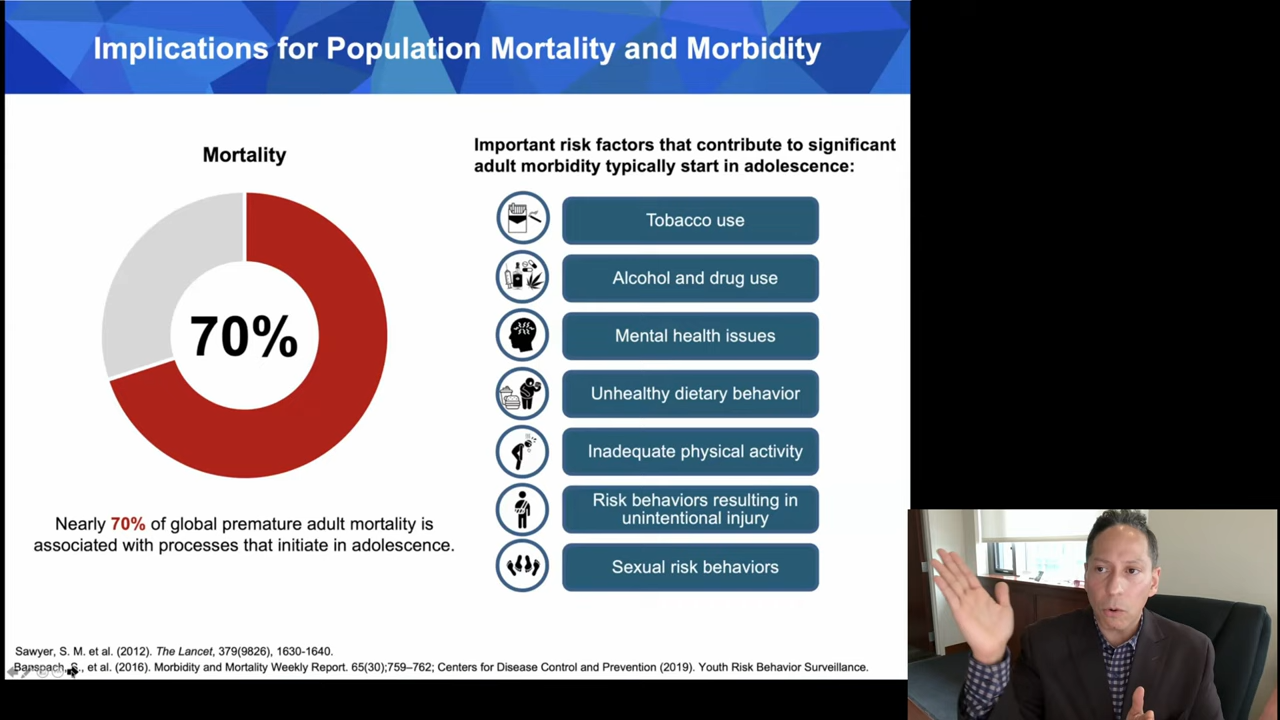 Implications for Population Mortality and Morbidity
Mortality
70%
Nearly 70% of global premature adult mortality is
associated with processes that initiate in adolescence.
Important risk factors that contribute to significant
adult morbidity typically start in adolescence:
Tobacco use
Alcohol and drug use
Mental health issues
Unhealthy dietary behavior
Inadequate physical activity
Risk behaviors resulting in
unintentional injury
Sexual risk behaviors
Sawyer, S. M. et al. (2012). The Lancet, 379(9826), 1630-1640.
Banspach, S., et al. (2016). Morbidity and Mortality Weekly Report. 65(30);759–762; Centers for Disease Control and Prevention (2019). Youth Risk Behavior Surveillance.